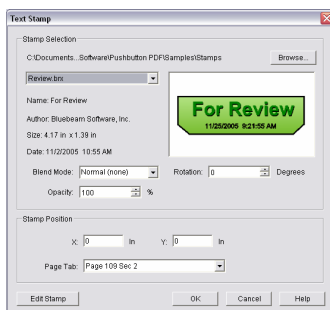 Text Stamp
Stamp Selection
C:\Documents...Software\Pushbutton PDF\Samples\Stamps
Browse...
Review.brx
Name: For Review
Author: Bluebeam Software, Inc.
Size: 4.17 in x 1.39 in
Date: 11/2/2005 10:55 AM
For Review
11/25/2005 9:21:55 AM
Blend Mode: Normal (none) Rotation: 0 Degrees
Opacity: 100 %
Stamp Position
X: 0 In Y: 0 In
Page Tab: Page 109 Sec 2
Edit Stamp OK Cancel Help